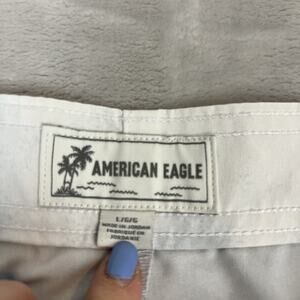 AMERICAN EAGLE
L/G/G
MADE IN JORDAN
FABRIQUÉ EN
JORDANIE